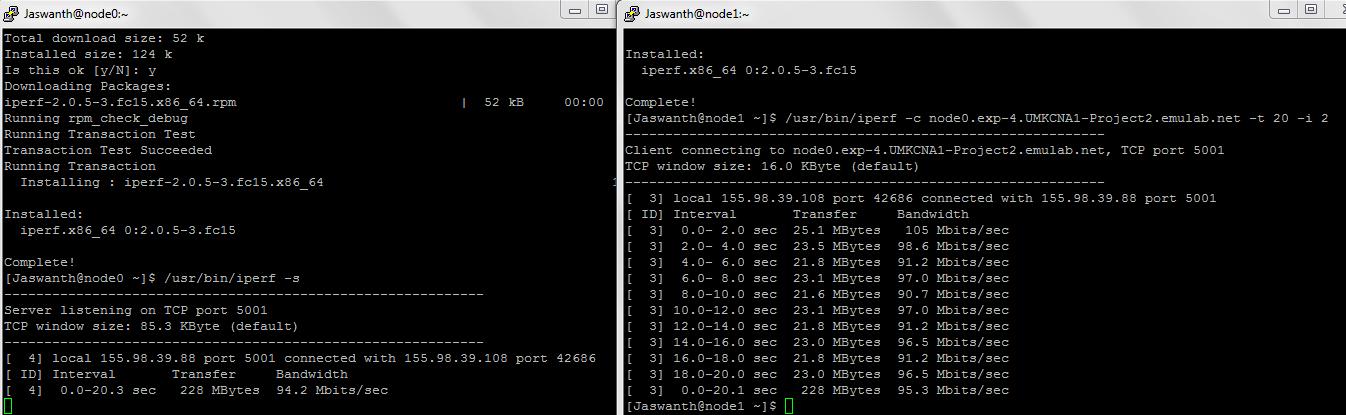 Jaswanth@node0:~
Total download size: 52 k
Installed size: 124 k
Is this ok [y/N]: y
Downloading Packages:
iperf-2.0.5-3.fc15.x86_64.rpm                            |  52 kB     00:00
Running rpm_check_debug
Running Transaction Test
Transaction Test Succeeded
Running Transaction
  Installing : iperf-2.0.5-3.fc15.x86_64                                    1
Installed:
  iperf.x86_64 0:2.0.5-3.fc15
Complete!
[Jaswanth@node0 ~]$ /usr/bin/iperf -s
------------------------------------------------------------
Server listening on TCP port 5001
TCP window size: 85.3 KByte (default)
------------------------------------------------------------
[  4] local 155.98.39.88 port 5001 connected with 155.98.39.108 port 42686
[ ID] Interval       Transfer     Bandwidth
[  4]  0.0-20.3 sec   228 MBytes  94.2 Mbits/sec
Jaswanth@node1:~
Installed:
  iperf.x86_64 0:2.0.5-3.fc15
Complete!
[Jaswanth@node1 ~]$ /usr/bin/iperf -c node0.exp-4.UMKCNA1-Project2.emulab.net -t 20 -i 2
------------------------------------------------------------
Client connecting to node0.exp-4.UMKCNA1-Project2.emulab.net, TCP port 5001
TCP window size: 16.0 KByte (default)
------------------------------------------------------------
[  3] local 155.98.39.108 port 42686 connected with 155.98.39.88 port 5001
[ ID] Interval       Transfer     Bandwidth
[  3]  0.0- 2.0 sec  25.1 MBytes   105 Mbits/sec
[  3]  2.0- 4.0 sec  23.5 MBytes  98.6 Mbits/sec
[  3]  4.0- 6.0 sec  21.8 MBytes  91.2 Mbits/sec
[  3]  6.0- 8.0 sec  23.1 MBytes  97.0 Mbits/sec
[  3]  8.0-10.0 sec  21.6 MBytes  90.7 Mbits/sec
[  3] 10.0-12.0 sec  23.1 MBytes  97.0 Mbits/sec
[  3] 12.0-14.0 sec  21.8 MBytes  91.2 Mbits/sec
[  3] 14.0-16.0 sec  23.0 MBytes  96.5 Mbits/sec
[  3] 16.0-18.0 sec  21.8 MBytes  91.2 Mbits/sec
[  3] 18.0-20.0 sec  23.0 MBytes  96.5 Mbits/sec
[  3]  0.0-20.1 sec   228 MBytes  95.3 Mbits/sec
[Jaswanth@node1 ~]$